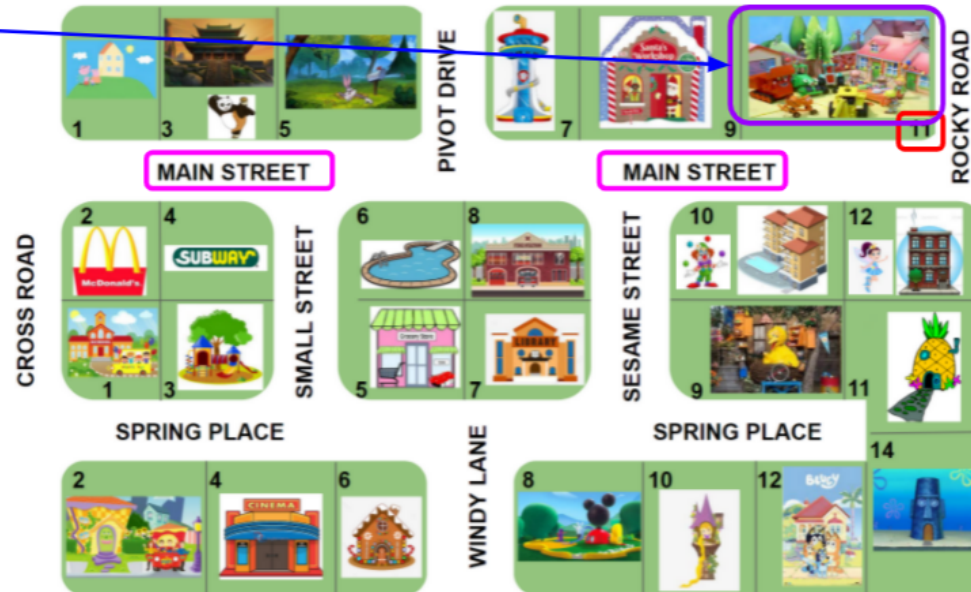 PIVOT DRIVE
ROCKY ROAD
Santa's
Workshop
1
3
5
7
9
11
MAIN STREET
MAIN STREET
CROSS ROAD
SMALL STREET
SESAME STREET
2
4
McDonald's
SUBWAY
1
3
6
8
LIBRARY
5
7
10
12
9
11
SPRING PLACE
SPRING PLACE
WINDY LANE
2
4
CINEMA
6
8
10
12
BLUEY
14